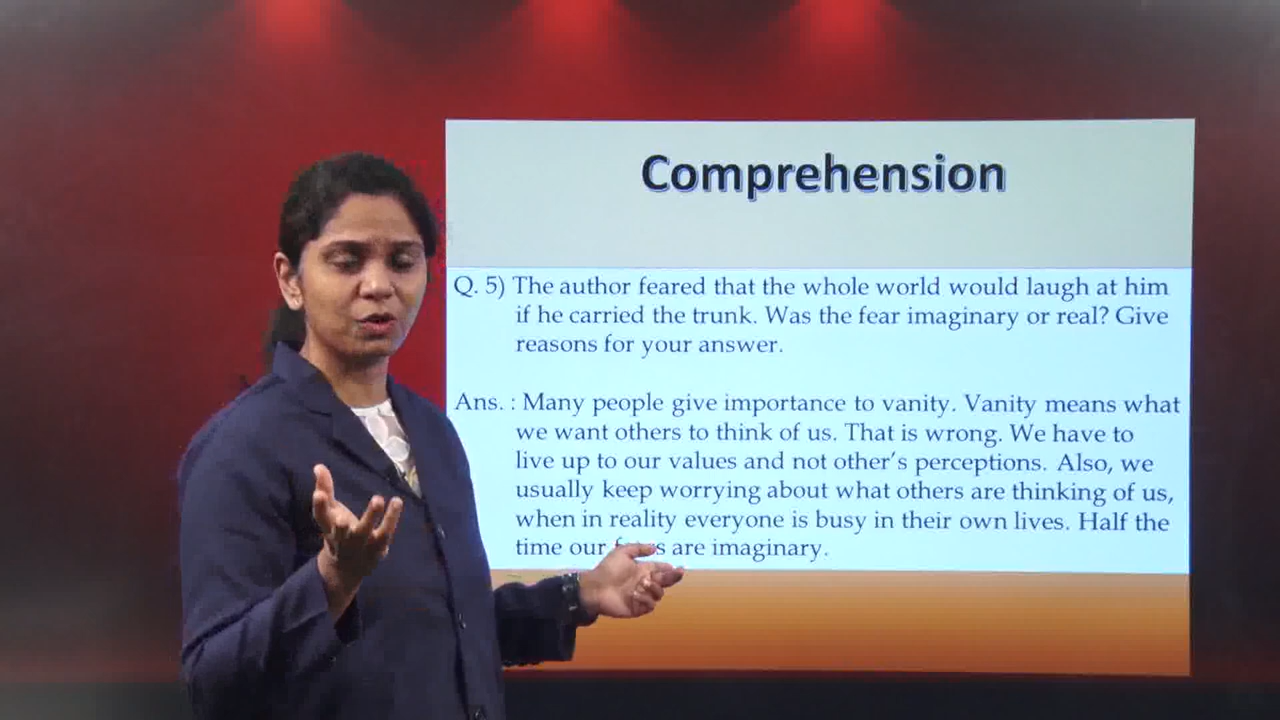 Comprehension
Q. 5) The author feared that the whole world would laugh at him
if he carried the trunk. Was the fear imaginary or real? Give
reasons for your answer.
Ans. : Many people give importance to vanity. Vanity means what
we want others to think of us. That is wrong. We have to
live up to our values and not other's perceptions. Also, we
usually keep worrying about what others are thinking of us,
when in reality everyone is busy in their own lives. Half the
time our are imaginary.